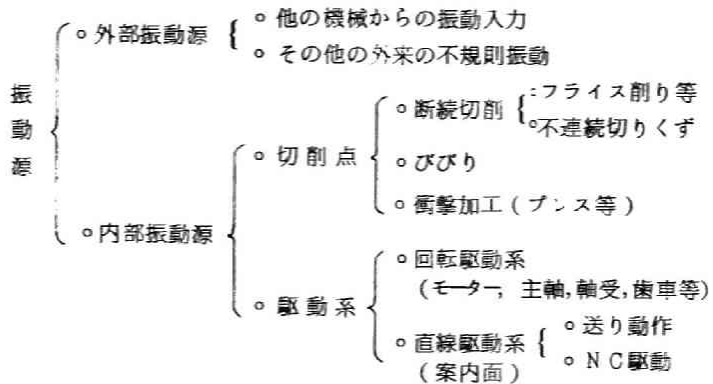 振動源
○外部振動源
○他の機械からの振動入力
○その他の外来の不規則振動
○内部振動源
○切削点
○断続切削
:フライス削り等
○不連続切りくず
○びびり
○衝撃加工(プレス等)
○駆動系
○回転駆動系
(モーター, 主軸,軸受,歯車等)
○直線駆動系
(案内面)
○送り動作
○NC駆動